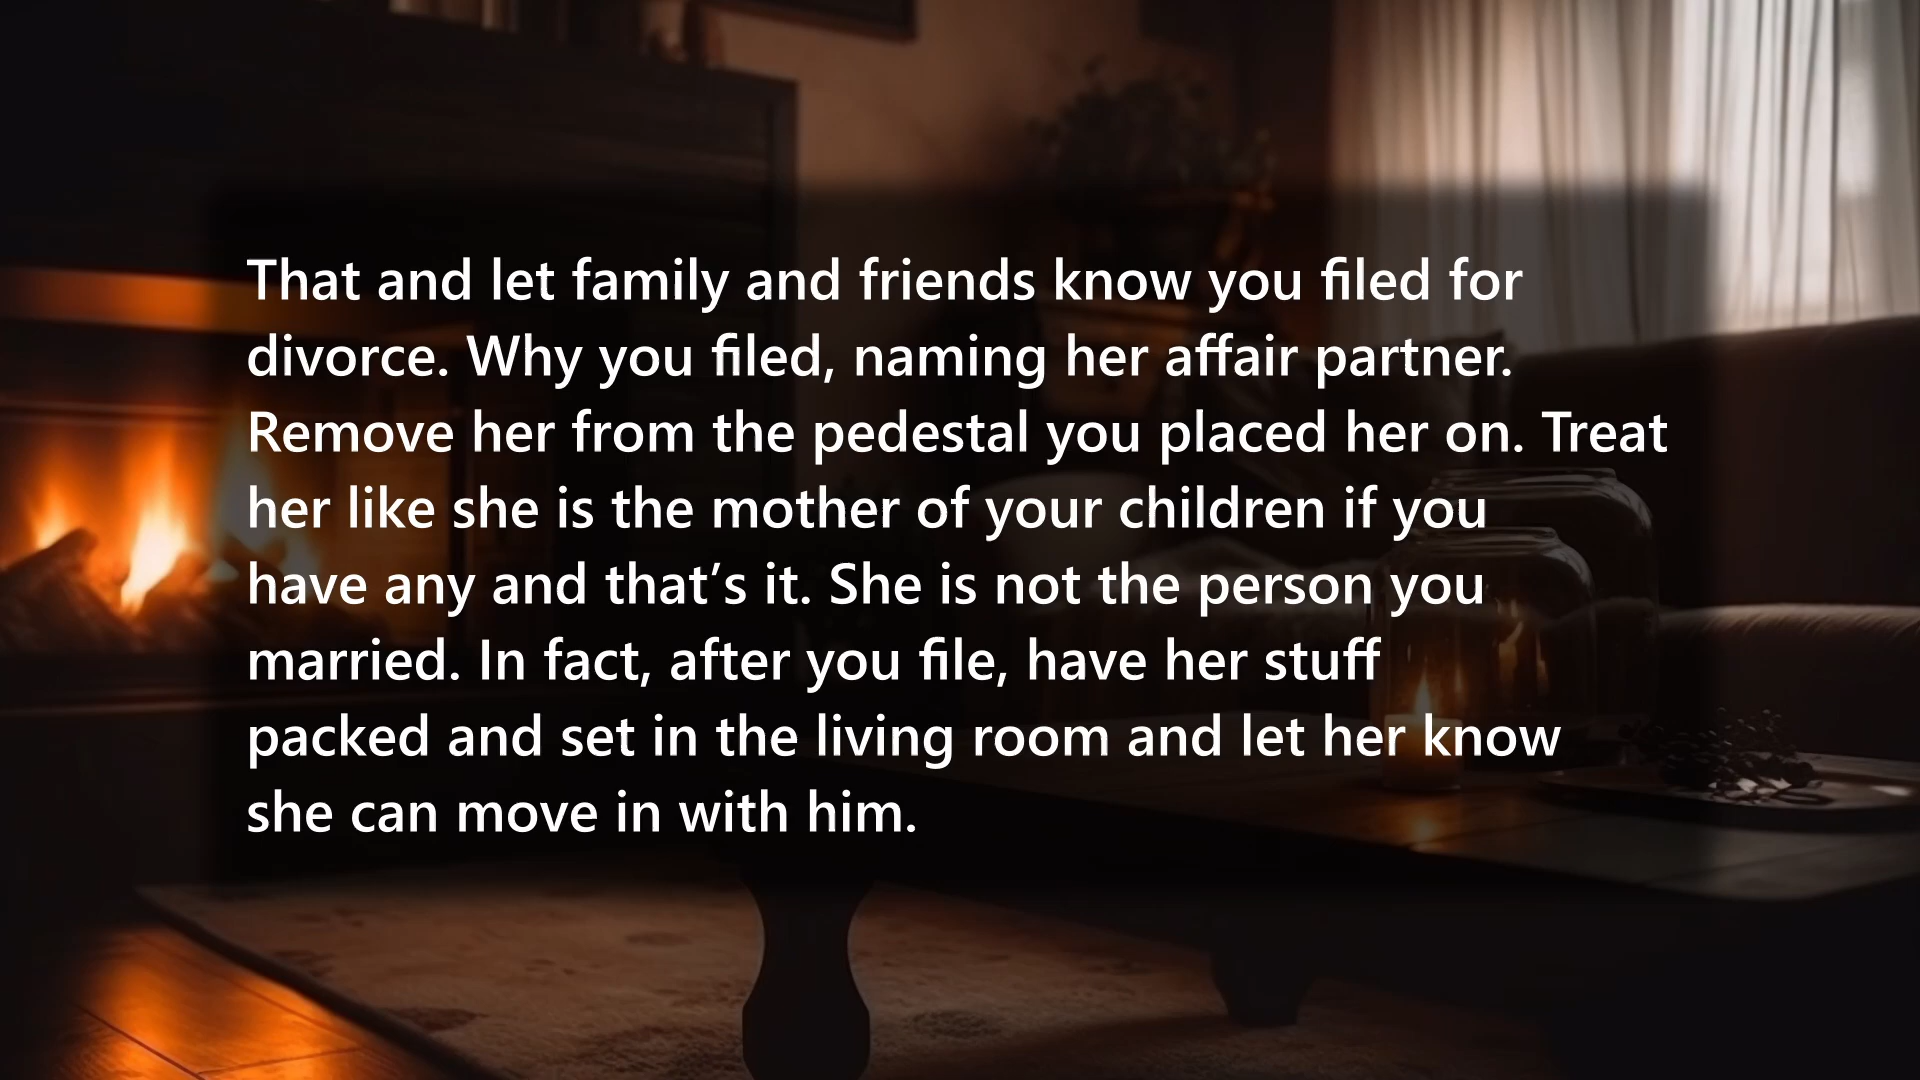 That and let family and friends know you filed for
divorce. Why you filed, naming her affair partner.
Remove her from the pedestal you placed her on. Treat
her like she is the mother of your children if you
have any and that’s it. She is not the person you
married. In fact, after you file, have her stuff
packed and set in the living room and let her know
she can move in with him.